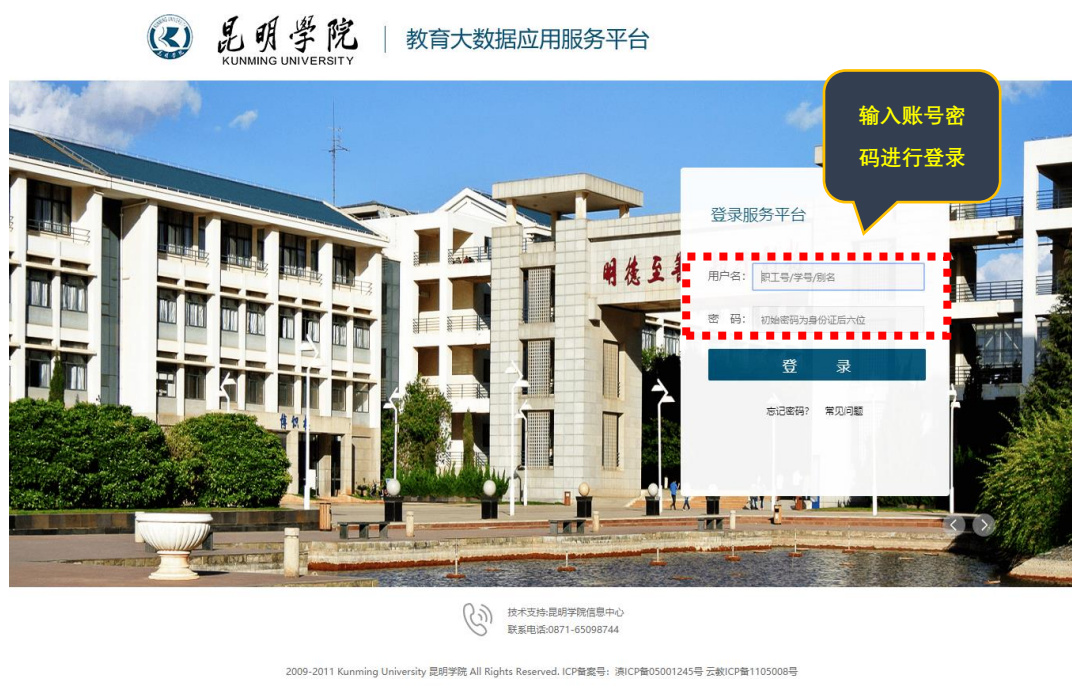 昆明學院
KUNMING UNIVERSITY
教育大数据应用服务平台
输入账号密
码进行登录
登录服务平台
用户名：
职工号/学号/别名
密 码：
初始密码为身份证后六位
登 录
忘记密码? 常见问题
明德至善
技术支持:昆明学院信息中心
联系电话:0871-65098744
2009-2011 Kunming University 昆明学院 All Rights Reserved. ICP备案号：滇ICP备05001245号 云教ICP备1105008号